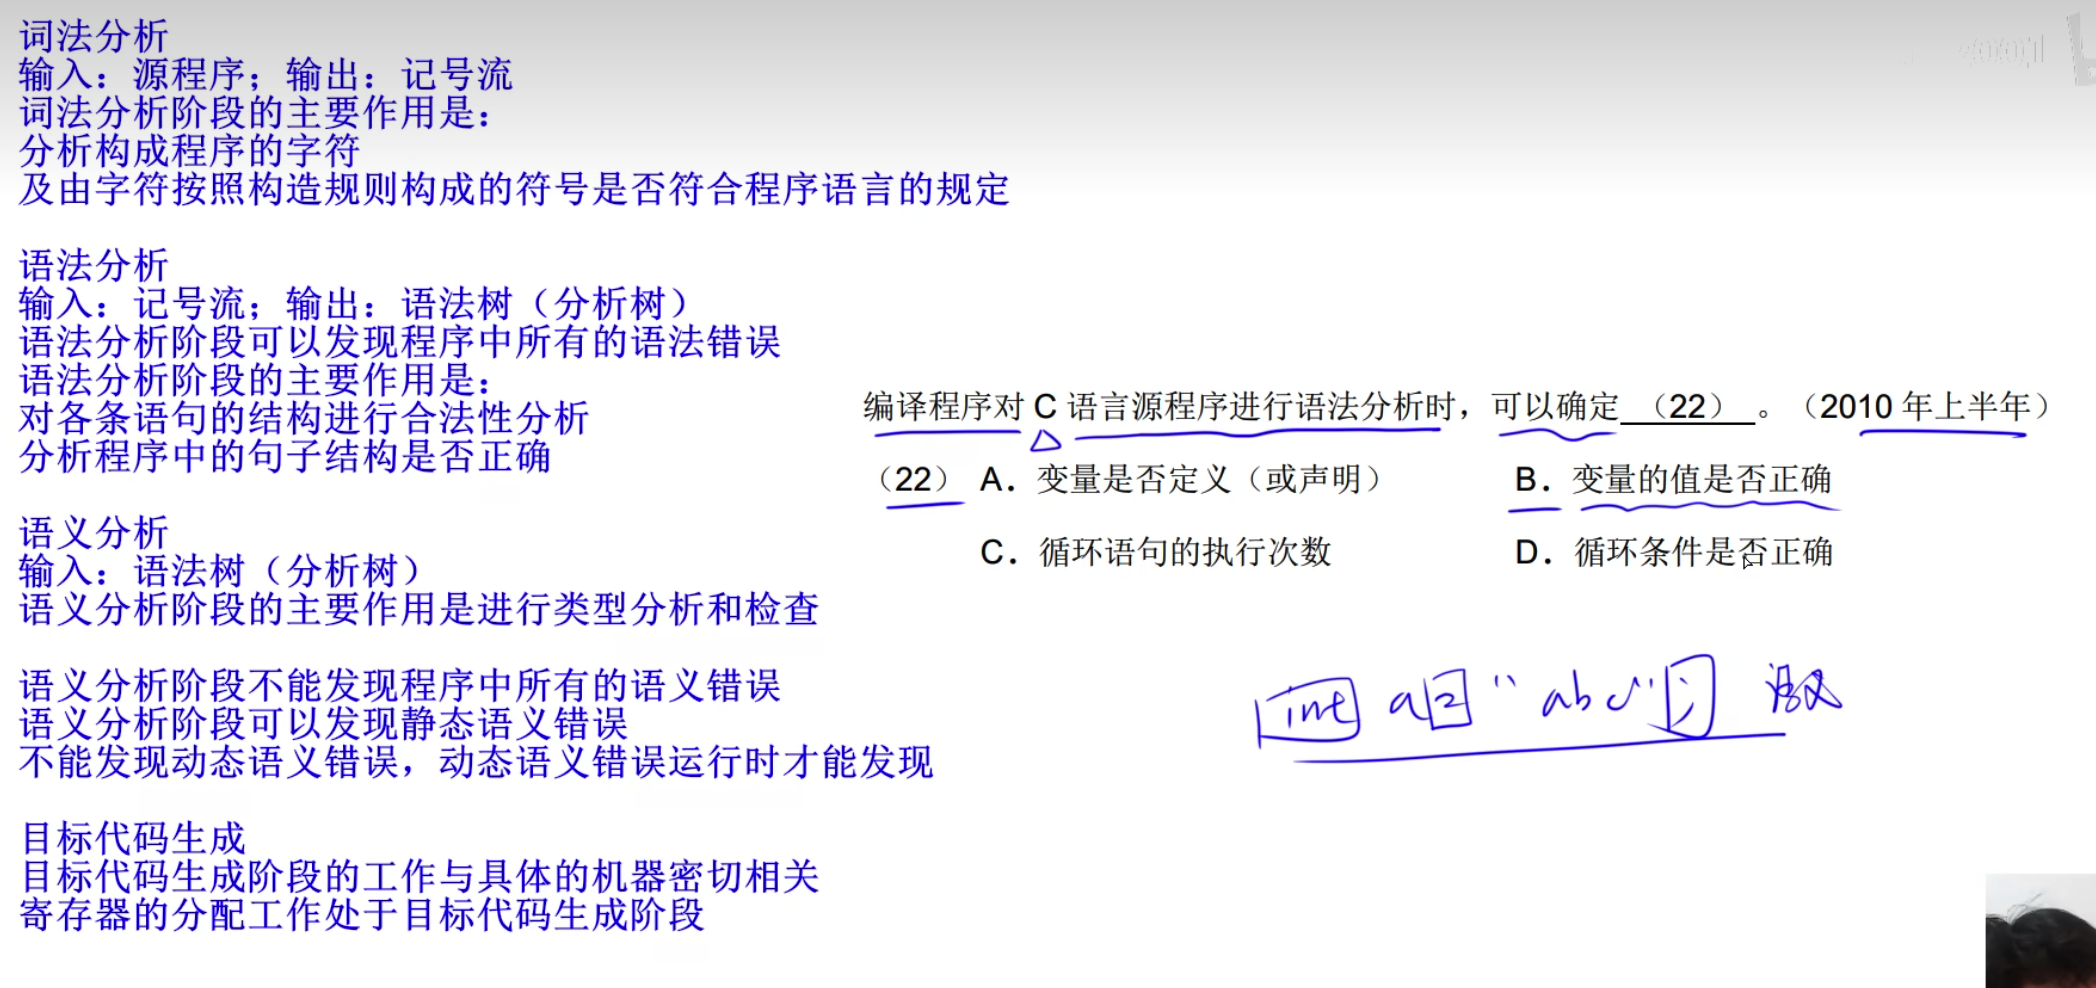 词法分析
输入：源程序；输出：记号流
词法分析阶段的主要作用是：
分析构成程序的字符
及由字符按照构造规则构成的符号是否符合程序语言的规定
语法分析
输入：记号流；输出：语法树（分析树）
语法分析阶段可以发现程序中所有的语法错误
语法分析阶段的主要作用是：
对各条语句的结构进行合法性分析
分析程序中的句子结构是否正确
语义分析
输入：语法树（分析树）
语义分析阶段的主要作用是进行类型分析和检查
语义分析阶段不能发现程序中所有的语义错误
语义分析阶段可以发现静态语义错误
不能发现动态语义错误，动态语义错误运行时才能发现
目标代码生成
目标代码生成阶段的工作与具体的机器密切相关
寄存器的分配工作处于目标代码生成阶段
编译程序对 C 语言源程序进行语法分析时，可以确定（22）。（2010 年上半年）
（22） A．变量是否定义（或声明） B．变量的值是否正确
C．循环语句的执行次数 D．循环条件是否正确
int a = "abc";